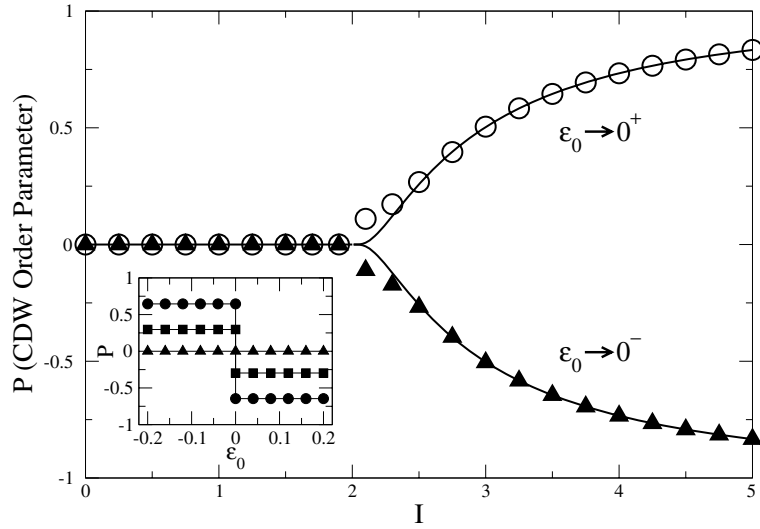 1
0.5
0
-0.5
-1
P (CDW Order Parameter)
ε₀→0⁺
ε₀→0⁻
1
0.5
0
-0.5
-1
P
-0.2 -0.1 0 0.1 0.2
ε₀
0 1 2 3 4 5
I